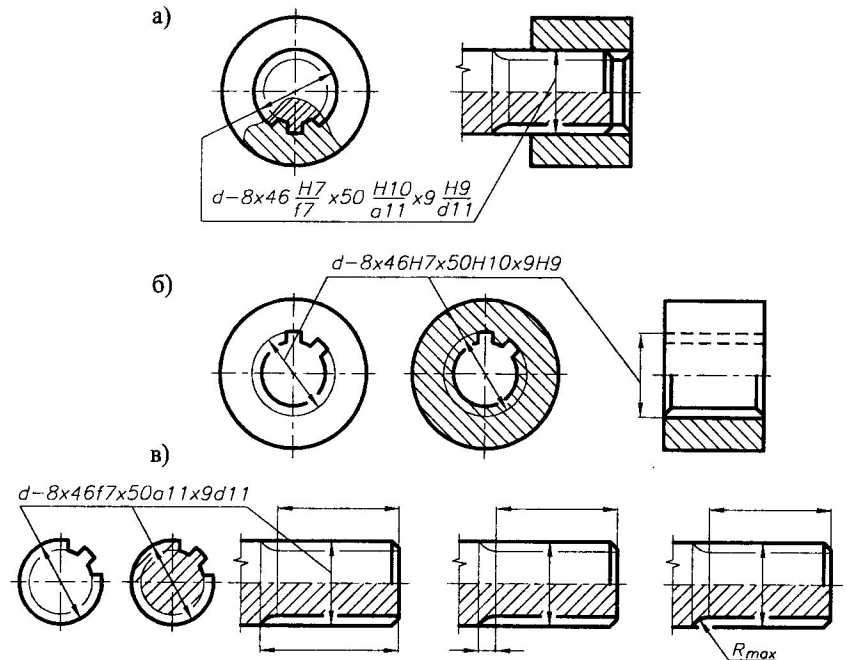 а)
d-8x46 H7/f7 x50 H10/a11 x9 H9/d11
d-8x46H7x50H10x9H9
б)
в)
d-8x46f7x50a11x9d11
Rmax